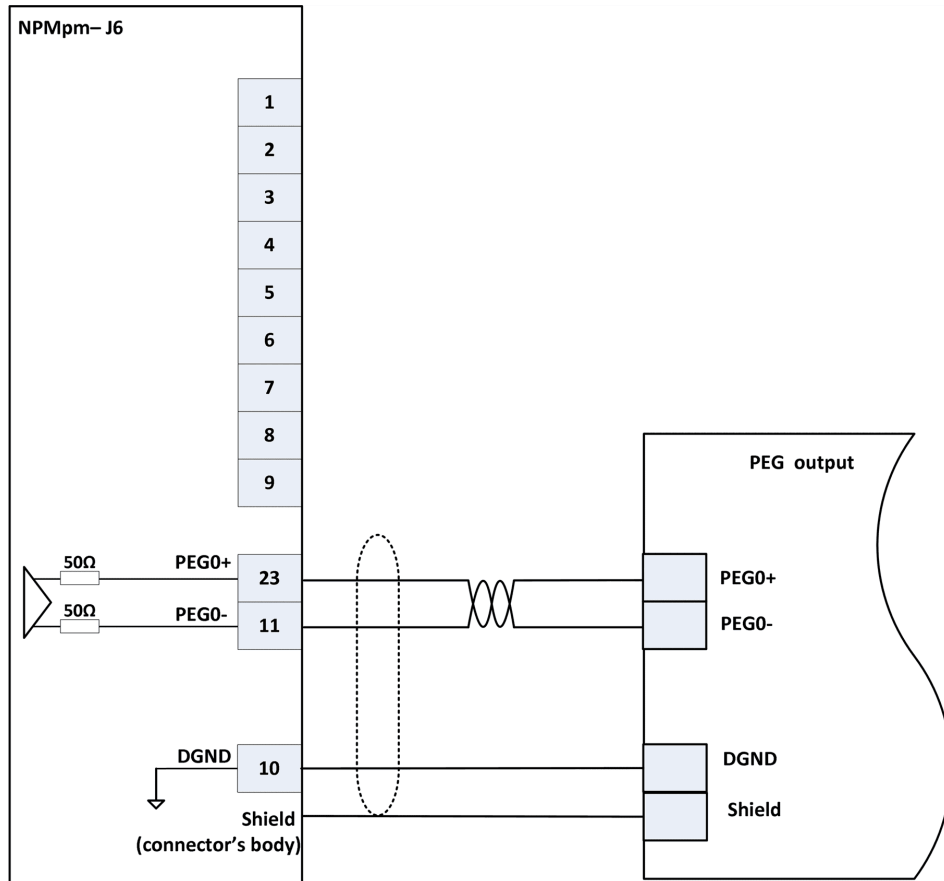 NPMpm– J6
1
2
3
4
5
6
7
8
9
PEG output
50Ω
PEG0+
23
PEG0+
50Ω
PEG0-
11
PEG0-
DGND
10
DGND
Shield
(connector's body)
Shield